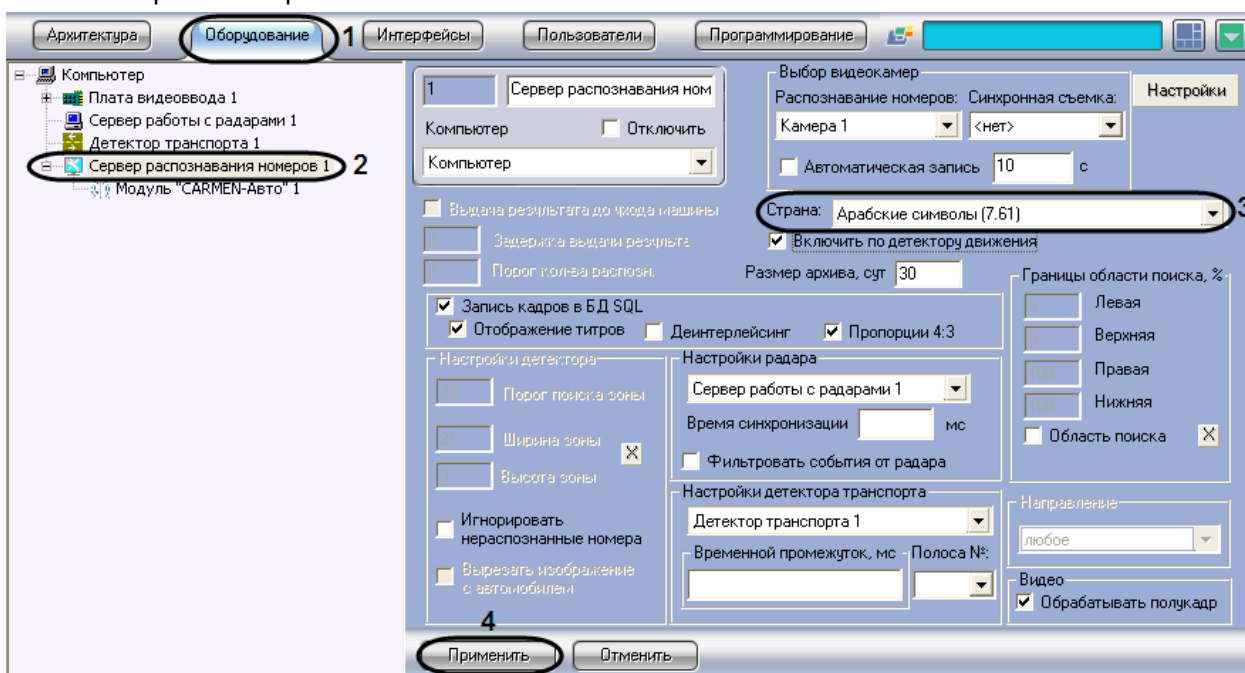 Архитектура Оборудование 1 Интерфейсы Пользователи Программирование
Компьютер
Плата видеоввода 1
Сервер работы с радарами 1
Детектор транспорта 1
Сервер распознавания номеров 1 2
Модуль "CARMEN-Авто" 1
1 Сервер распознавания ном
Компьютер Отключить
Компьютер
Выбор видеокамер
Распознавание номеров: Синхронная съемка:
Камера 1 <нет>
Автоматическая запись 10 с
Настройки
Выдача результата до ухода машины
Задержка выдачи результа
Порог кол-ва распозн.
Страна: Арабские символы (7.61) 3
Включить по детектору движения
Размер архива, сут 30
Запись кадров в БД SQL
Отображение титров Деинтерлейсинг Пропорции 4:3
Границы области поиска, %
Левая
Верхняя
100 Правая
100 Нижняя
Область поиска X
Настройки детектора
Порог поиска зоны
Ширина зоны
X
Высота зоны
Игнорировать
нераспознанные номера
Вырезать изображение
с автомобилем
Настройки радара
Сервер работы с радарами 1
Время синхронизации мс
Фильтровать события от радара
Настройки детектора транспорта
Детектор транспорта 1
Временной промежуток, мс Полоса №:
Направление
любое
Видео
Обрабатывать полукадр
4
Применить Отменить